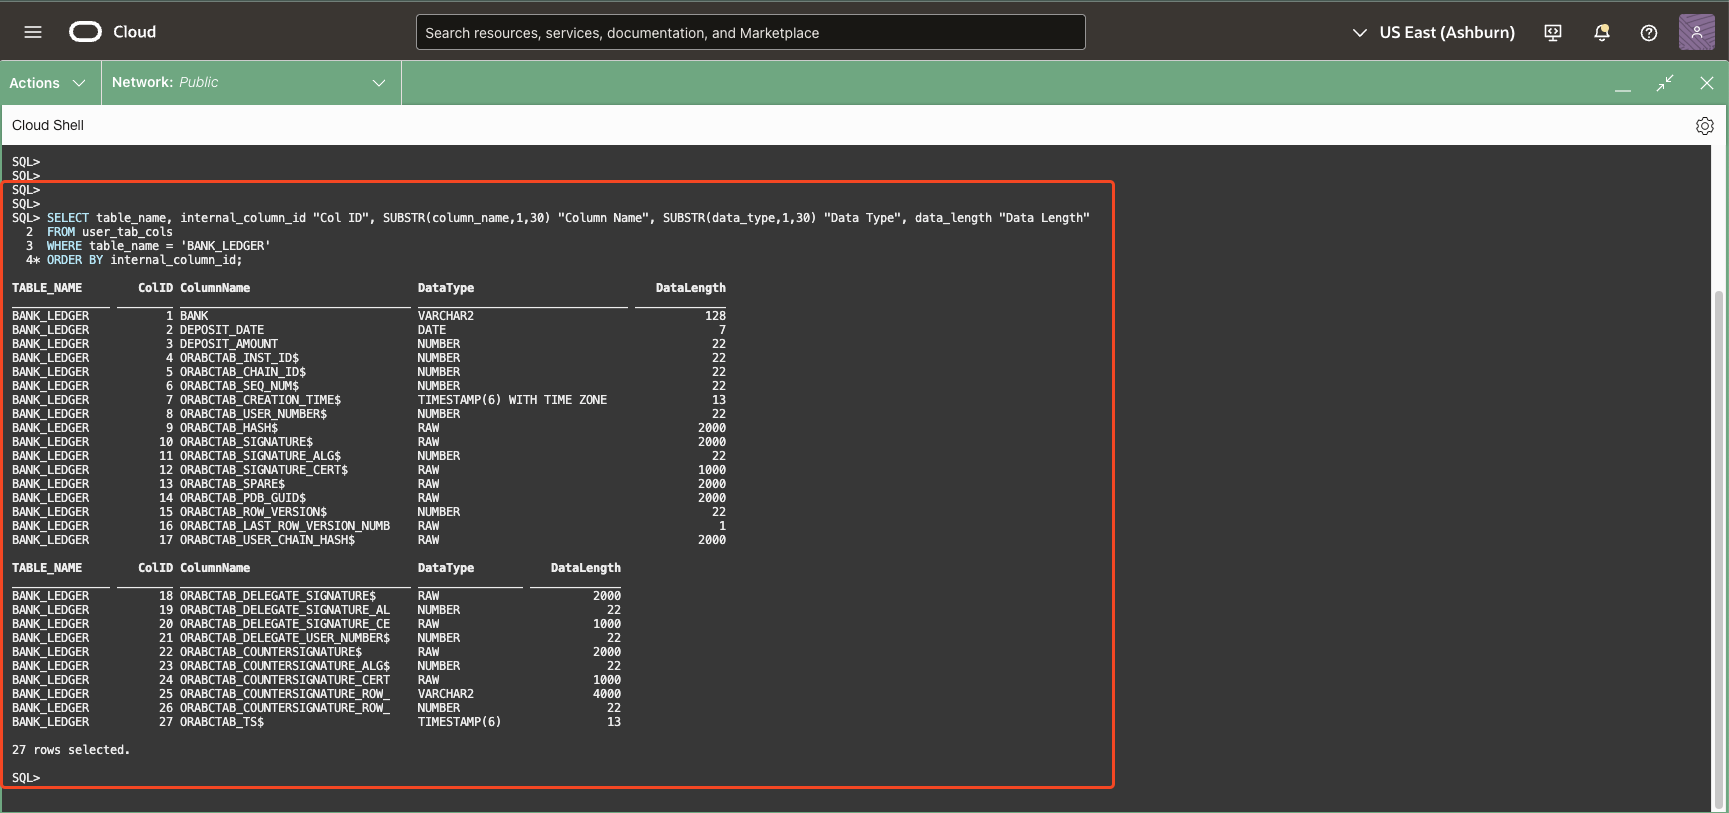 Cloud
Search resources, services, documentation, and Marketplace
US East (Ashburn)
Actions
Network: Public
Cloud Shell
SQL>
SQL>
SQL>
SQL>
SQL> SELECT table_name, internal_column_id "Col ID", SUBSTR(column_name,1,30) "Column Name", SUBSTR(data_type,1,30) "Data Type", data_length "Data Length"
2 FROM user_tab_cols
3 WHERE table_name = 'BANK_LEDGER'
4* ORDER BY internal_column_id;
TABLE_NAME ColID ColumnName DataType DataLength
BANK_LEDGER 1 BANK VARCHAR2 128
BANK_LEDGER 2 DEPOSIT_DATE DATE 7
BANK_LEDGER 3 DEPOSIT_AMOUNT NUMBER 22
BANK_LEDGER 4 ORABCTAB_INST_ID$ NUMBER 22
BANK_LEDGER 5 ORABCTAB_CHAIN_ID$ NUMBER 22
BANK_LEDGER 6 ORABCTAB_SEQ_NUM$ NUMBER 22
BANK_LEDGER 7 ORABCTAB_CREATION_TIME$ TIMESTAMP(6) WITH TIME ZONE 13
BANK_LEDGER 8 ORABCTAB_USER_NUMBER$ NUMBER 22
BANK_LEDGER 9 ORABCTAB_HASH$ RAW 2000
BANK_LEDGER 10 ORABCTAB_SIGNATURE$ RAW 2000
BANK_LEDGER 11 ORABCTAB_SIGNATURE_ALG$ NUMBER 22
BANK_LEDGER 12 ORABCTAB_SIGNATURE_CERT$ RAW 1000
BANK_LEDGER 13 ORABCTAB_SPARE$ RAW 2000
BANK_LEDGER 14 ORABCTAB_PDB_GUID$ RAW 2000
BANK_LEDGER 15 ORABCTAB_ROW_VERSION$ NUMBER 22
BANK_LEDGER 16 ORABCTAB_LAST_ROW_VERSION_NUMB RAW 1
BANK_LEDGER 17 ORABCTAB_USER_CHAIN_HASH$ RAW 2000
TABLE_NAME ColID ColumnName DataType DataLength
BANK_LEDGER 18 ORABCTAB_DELEGATE_SIGNATURE$ RAW 2000
BANK_LEDGER 19 ORABCTAB_DELEGATE_SIGNATURE_AL NUMBER 22
BANK_LEDGER 20 ORABCTAB_DELEGATE_SIGNATURE_CE RAW 1000
BANK_LEDGER 21 ORABCTAB_DELEGATE_USER_NUMBER$ NUMBER 22
BANK_LEDGER 22 ORABCTAB_COUNTERSIGNATURE$ RAW 2000
BANK_LEDGER 23 ORABCTAB_COUNTERSIGNATURE_ALG$ NUMBER 22
BANK_LEDGER 24 ORABCTAB_COUNTERSIGNATURE_CERT RAW 1000
BANK_LEDGER 25 ORABCTAB_COUNTERSIGNATURE_ROW_ VARCHAR2 4000
BANK_LEDGER 26 ORABCTAB_COUNTERSIGNATURE_ROW_ NUMBER 22
BANK_LEDGER 27 ORABCTAB_TS$ TIMESTAMP(6) 13
27 rows selected.
SQL>